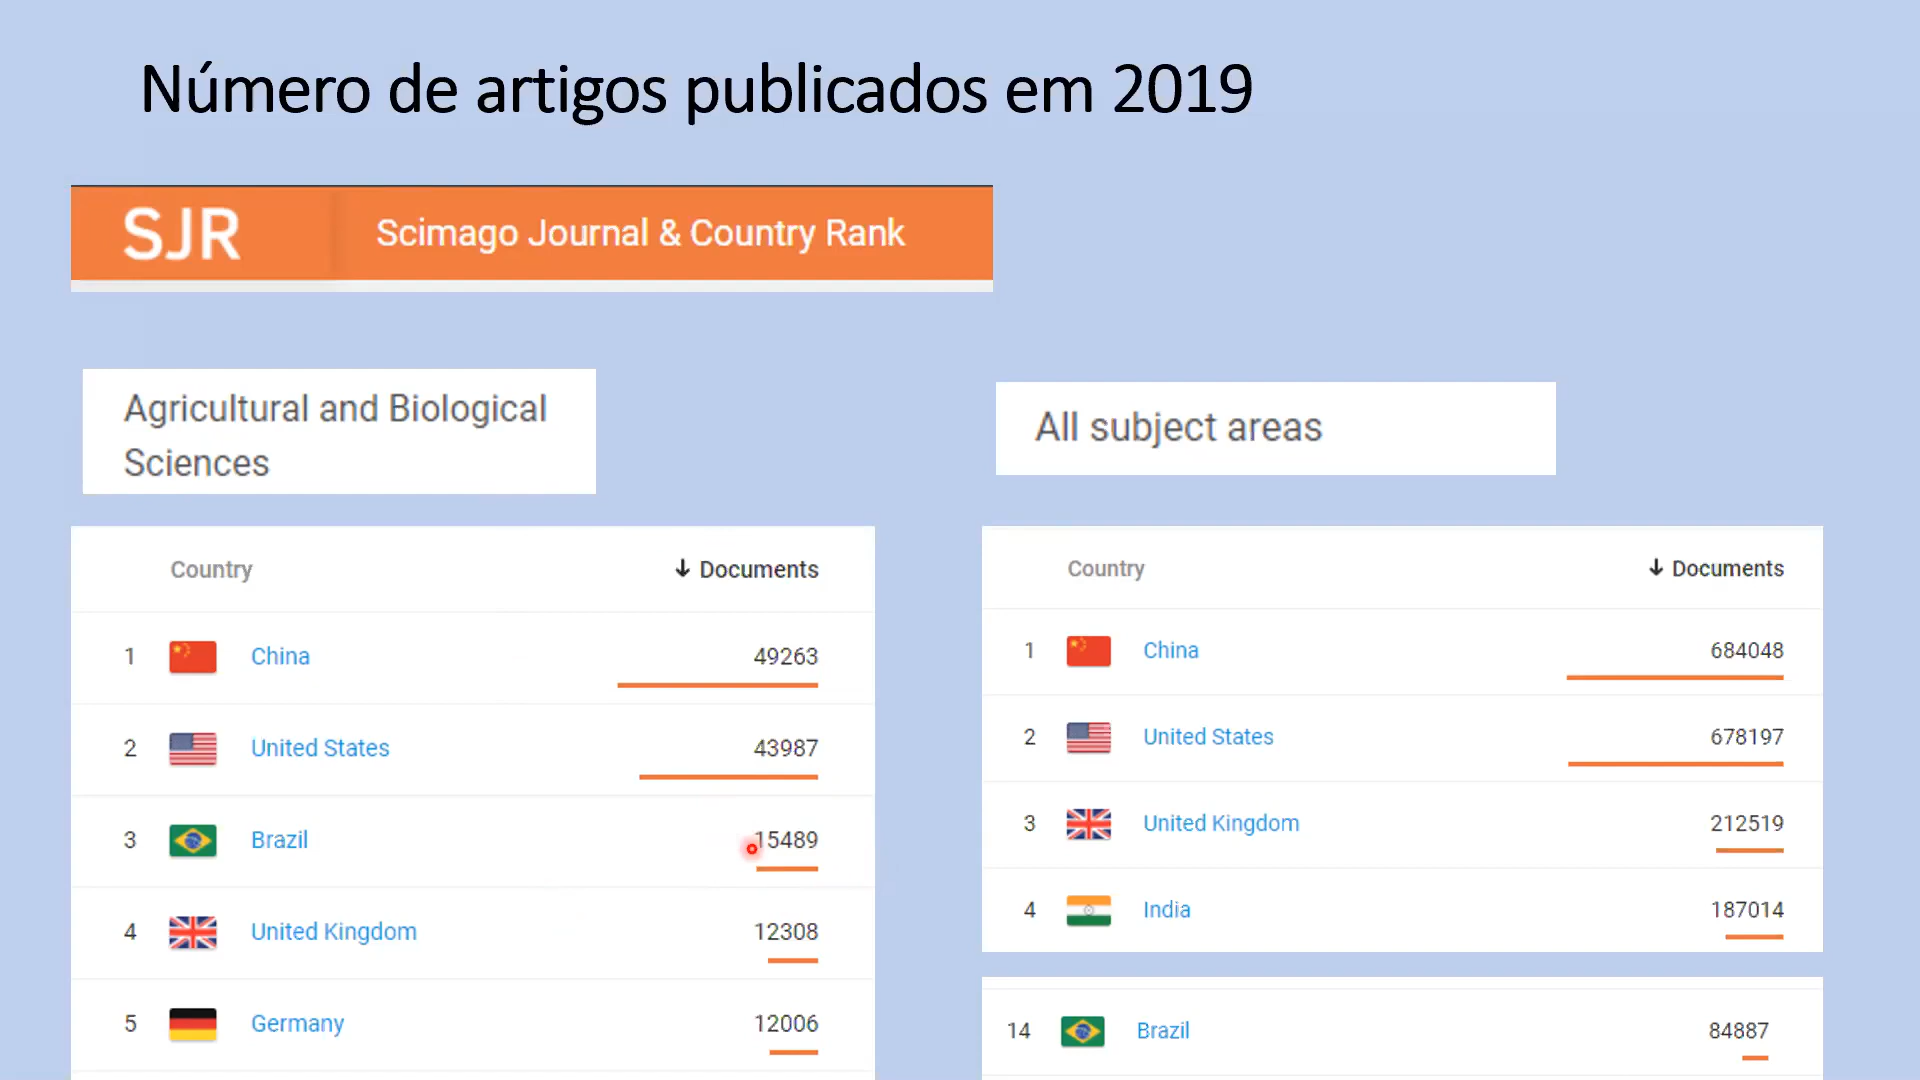 Número de artigos publicados em 2019
SJR Scimago Journal & Country Rank
Agricultural and Biological
Sciences
Country ↓ Documents
1 China 49263
2 United States 43987
3 Brazil 15489
4 United Kingdom 12308
5 Germany 12006
All subject areas
Country ↓ Documents
1 China 684048
2 United States 678197
3 United Kingdom 212519
4 India 187014
14 Brazil 84887